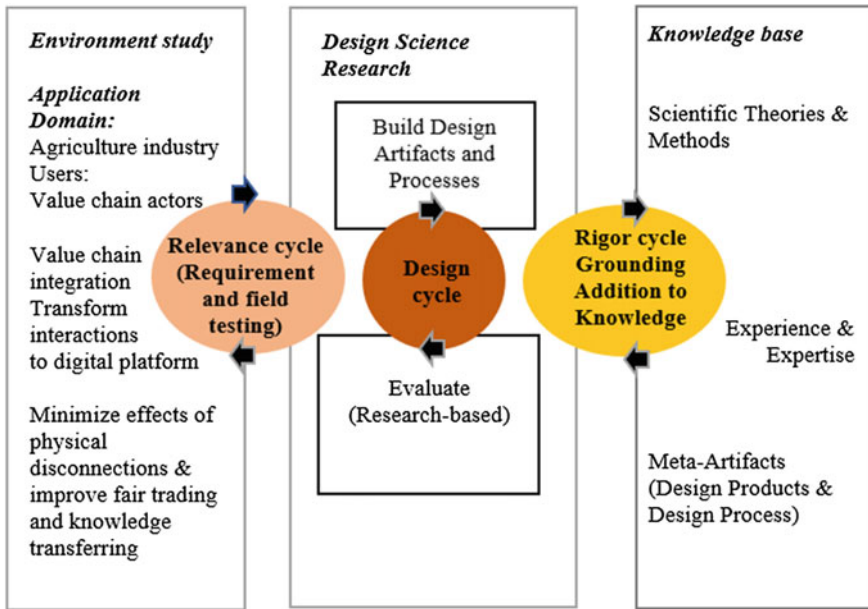 Environment study
Application
Domain:
Agriculture industry
Users:
Value chain actors
Value chain
integration
Transform
interactions
to digital platform
Minimize effects of
physical
disconnections &
improve fair trading
and knowledge
transferring
Relevance cycle
(Requirement
and field
testing)
Design Science
Research
Build Design
Artifacts and
Processes
Design
cycle
Evaluate
(Research-based)
Rigor cycle
Grounding
Addition to
Knowledge
Knowledge base
Scientific Theories &
Methods
Experience &
Expertise
Meta-Artifacts
(Design Products &
Design Process)